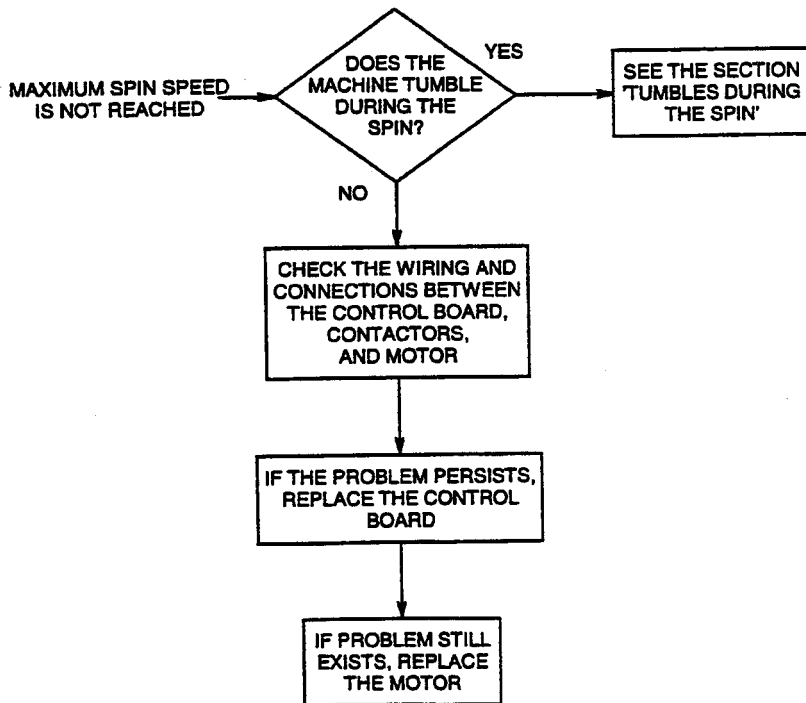 MAXIMUM SPIN SPEED
IS NOT REACHED
DOES THE
MACHINE TUMBLE
DURING THE
SPIN?
YES
SEE THE SECTION
'TUMBLES DURING
THE SPIN'
NO
CHECK THE WIRING AND
CONNECTIONS BETWEEN
THE CONTROL BOARD,
CONTACTORS,
AND MOTOR
IF THE PROBLEM PERSISTS,
REPLACE THE CONTROL
BOARD
IF PROBLEM STILL
EXISTS, REPLACE
THE MOTOR